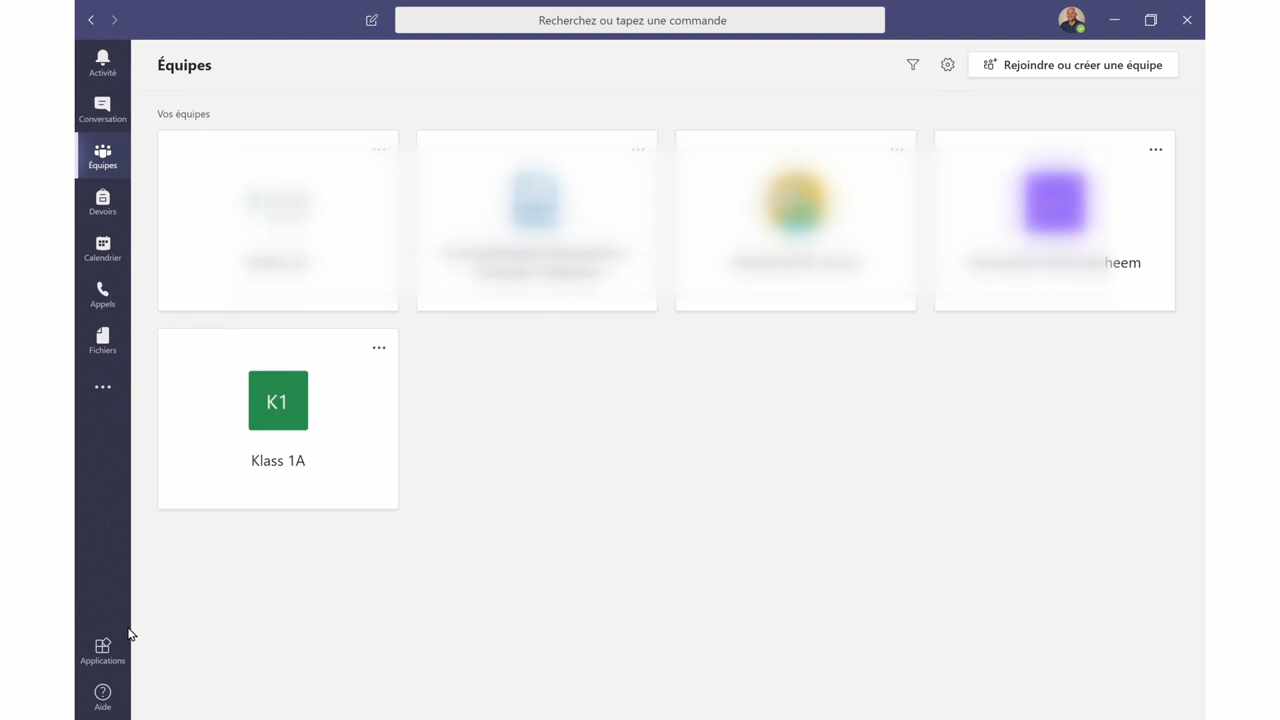 Recherchez ou tapez une commande
Activité
Conversation
Équipes
Devoirs
Calendrier
Appels
Fichiers
Applications
Aide
Équipes
Rejoindre ou créer une équipe
Vos équipes
K1
Klass 1A